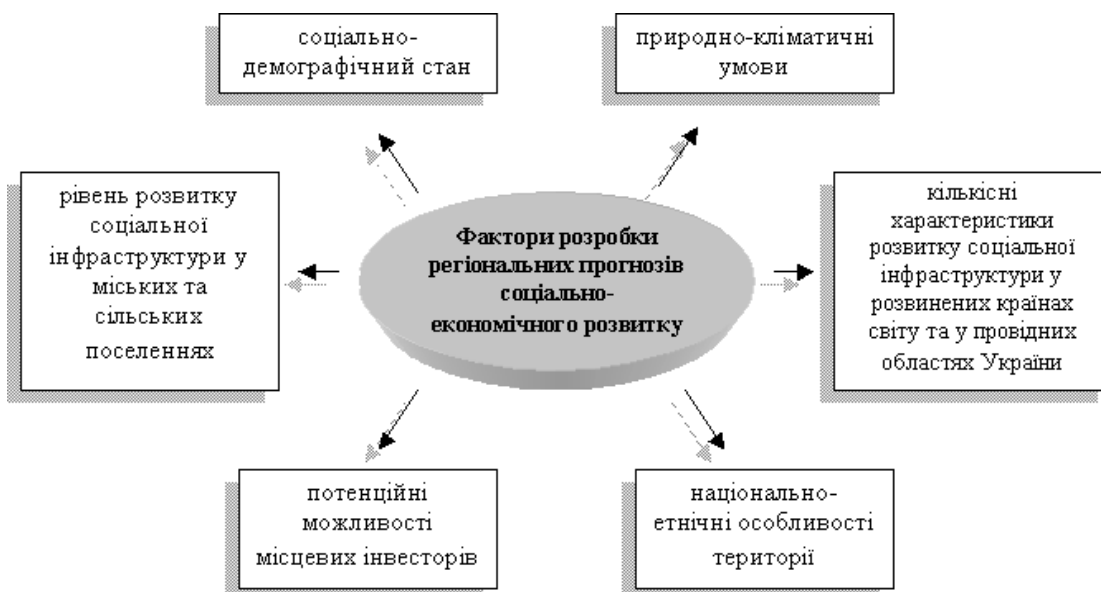 соціально-
демографічний стан
природно-кліматичні
умови
рівень розвитку
соціальної
інфраструктури у
міських та
сільських
поселеннях
Фактори розробки
регіональних прогнозів
соціально-
економічного розвитку
кількісні
характеристики
розвитку соціальної
інфраструктури у
розвинених країнах
світу та у провідних
областях України
потенційні
можливості
місцевих інвесторів
національно-
етнічні особливості
території